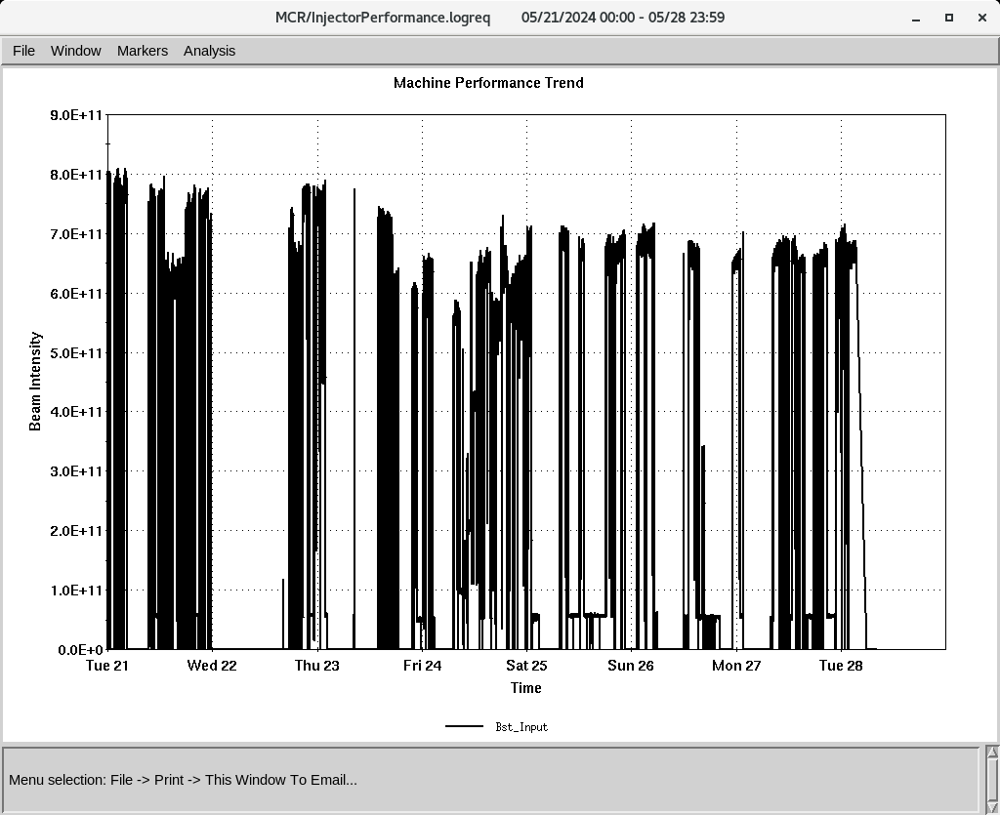 MCR/InjectorPerformance.logreq 05/21/2024 00:00 - 05/28 23:59
File Window Markers Analysis
Machine Performance Trend
9.0E+11
8.0E+11
7.0E+11
6.0E+11
5.0E+11
4.0E+11
3.0E+11
2.0E+11
1.0E+11
0.0E+0
Beam Intensity
Tue 21 Wed 22 Thu 23 Fri 24 Sat 25 Sun 26 Mon 27 Tue 28
Time
Bst_Input
Menu selection: File -> Print -> This Window To Email...